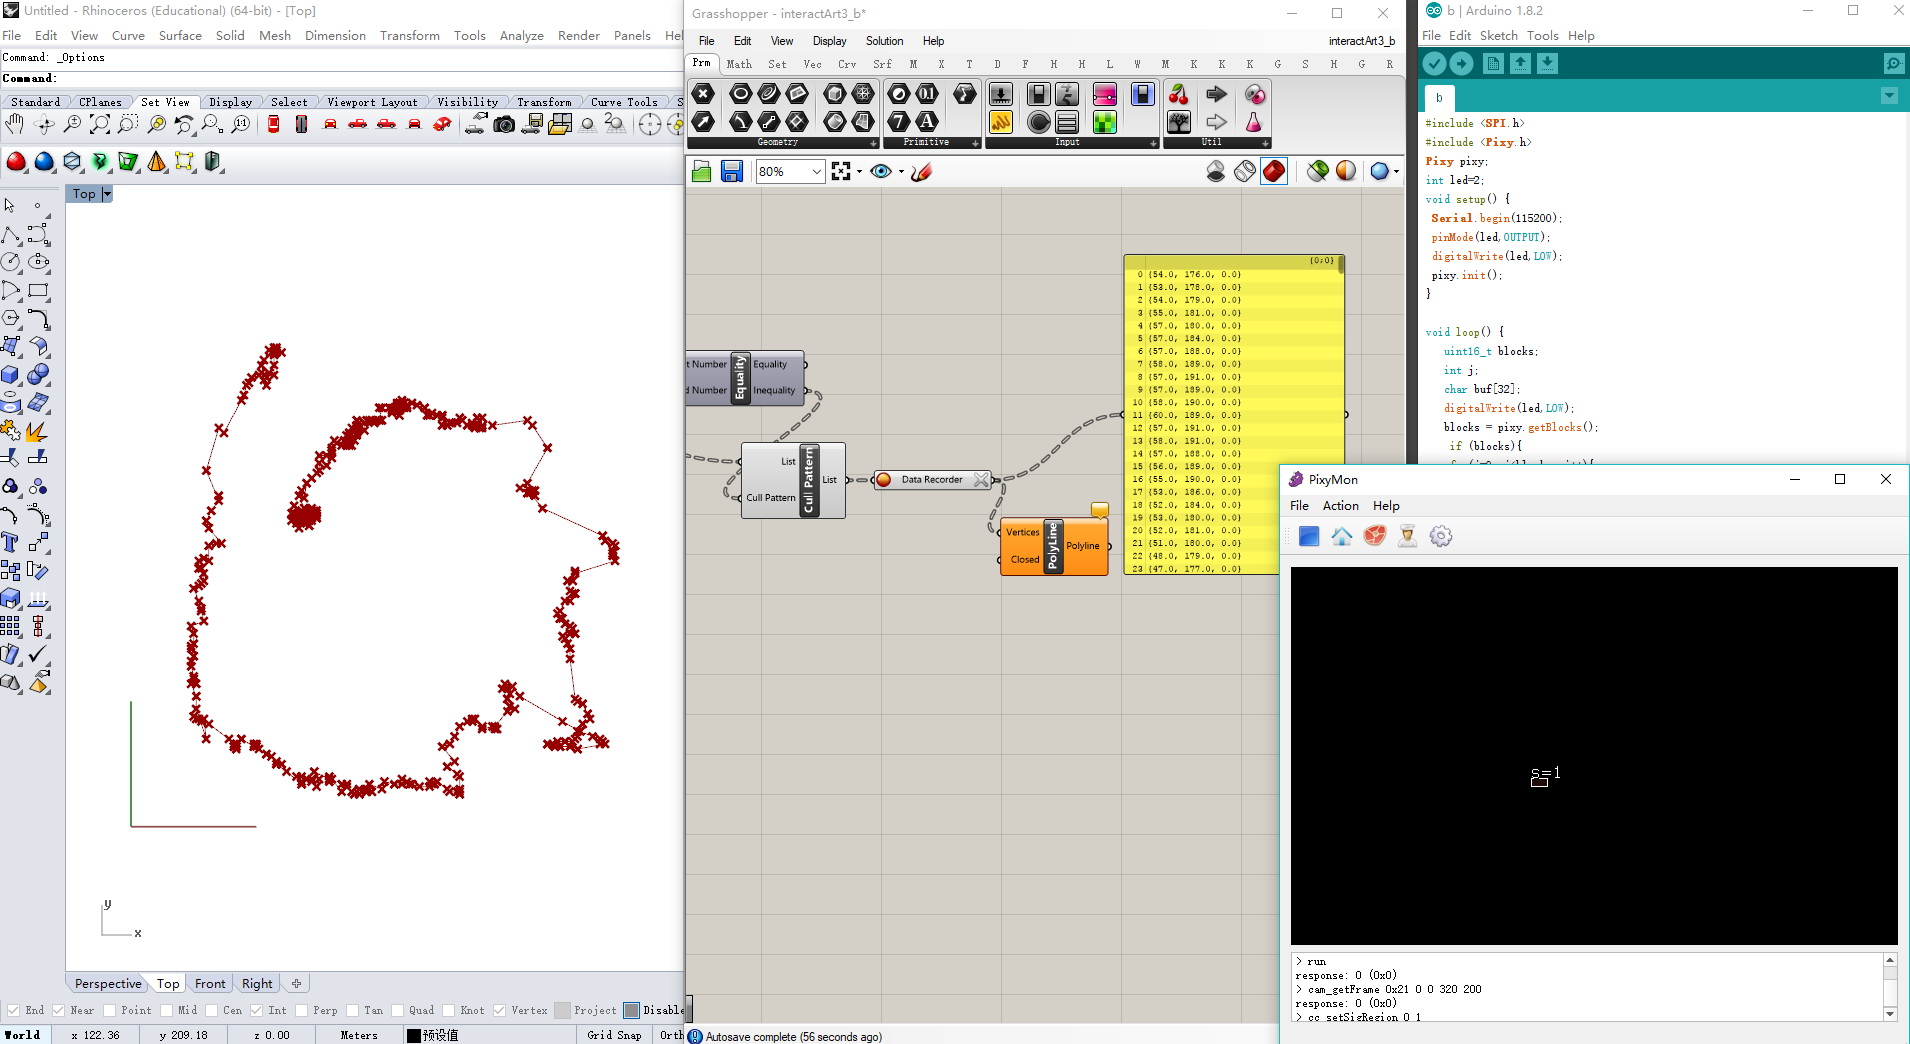 Untitled - Rhinoceros (Educational) (64-bit) - [Top]
File Edit View Curve Surface Solid Mesh Dimension Transform Tools Analyze Render Panels Hel
Command: _Options
Command:
Standard CPlanes Set View Display Select Viewport Layout Visibility Transform Curve Tools S
Top
y
x
Perspective Top Front Right
End Near Point Mid Cen Int Perp Tan Quad Knot Vertex Project Disable
World x 122.36 y 209.18 z 0.00 Meters 预设值 Grid Snap Orth
Grasshopper - interactArt3_b*
File Edit View Display Solution Help interactArt3_b
Prm Math Set Vec Crv Srf M X T D F H H L W M K K K G S H G R
Geometry Primitive Input Util
80%
t Number Equality Equality
d Number Inequality
List Cull Pattern List
Cull Pattern
Data Recorder
Vertices PolyLine Polyline
Closed
{0;0}
0 {54.0, 176.0, 0.0}
1 {53.0, 178.0, 0.0}
2 {54.0, 179.0, 0.0}
3 {55.0, 181.0, 0.0}
4 {57.0, 180.0, 0.0}
5 {57.0, 184.0, 0.0}
6 {57.0, 188.0, 0.0}
7 {58.0, 189.0, 0.0}
8 {57.0, 191.0, 0.0}
9 {57.0, 189.0, 0.0}
10 {58.0, 190.0, 0.0}
11 {60.0, 189.0, 0.0}
12 {57.0, 191.0, 0.0}
13 {58.0, 191.0, 0.0}
14 {57.0, 188.0, 0.0}
15 {56.0, 189.0, 0.0}
16 {55.0, 190.0, 0.0}
17 {53.0, 186.0, 0.0}
18 {52.0, 184.0, 0.0}
19 {53.0, 180.0, 0.0}
20 {52.0, 181.0, 0.0}
21 {51.0, 180.0, 0.0}
22 {48.0, 179.0, 0.0}
23 {47.0, 177.0, 0.0}
Autosave complete (56 seconds ago)
b | Arduino 1.8.2
File Edit Sketch Tools Help
b
#include <SPI.h>
#include <Pixy.h>
Pixy pixy;
int led=2;
void setup() {
Serial.begin(115200);
pinMode(led,OUTPUT);
digitalWrite(led,LOW);
pixy.init();
}
void loop() {
uint16_t blocks;
int j;
char buf[32];
digitalWrite(led,LOW);
blocks = pixy.getBlocks();
if (blocks){
PixyMon
File Action Help
s=1
> run
response: 0 (0x0)
> cam_getFrame 0x21 0 0 320 200
response: 0 (0x0)
> cc_setSigRegion 0 1